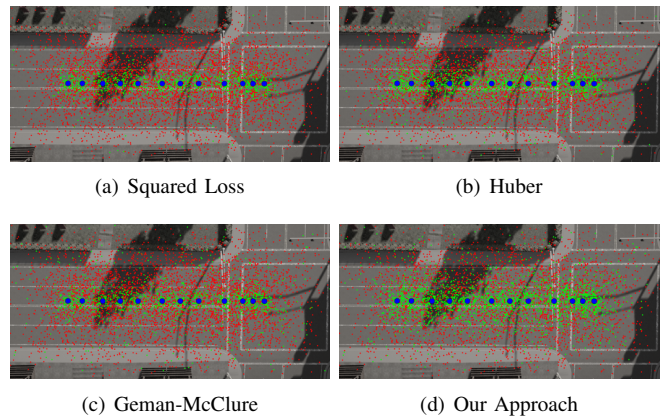 (a) Squared Loss
(b) Huber
(c) Geman-McClure
(d) Our Approach